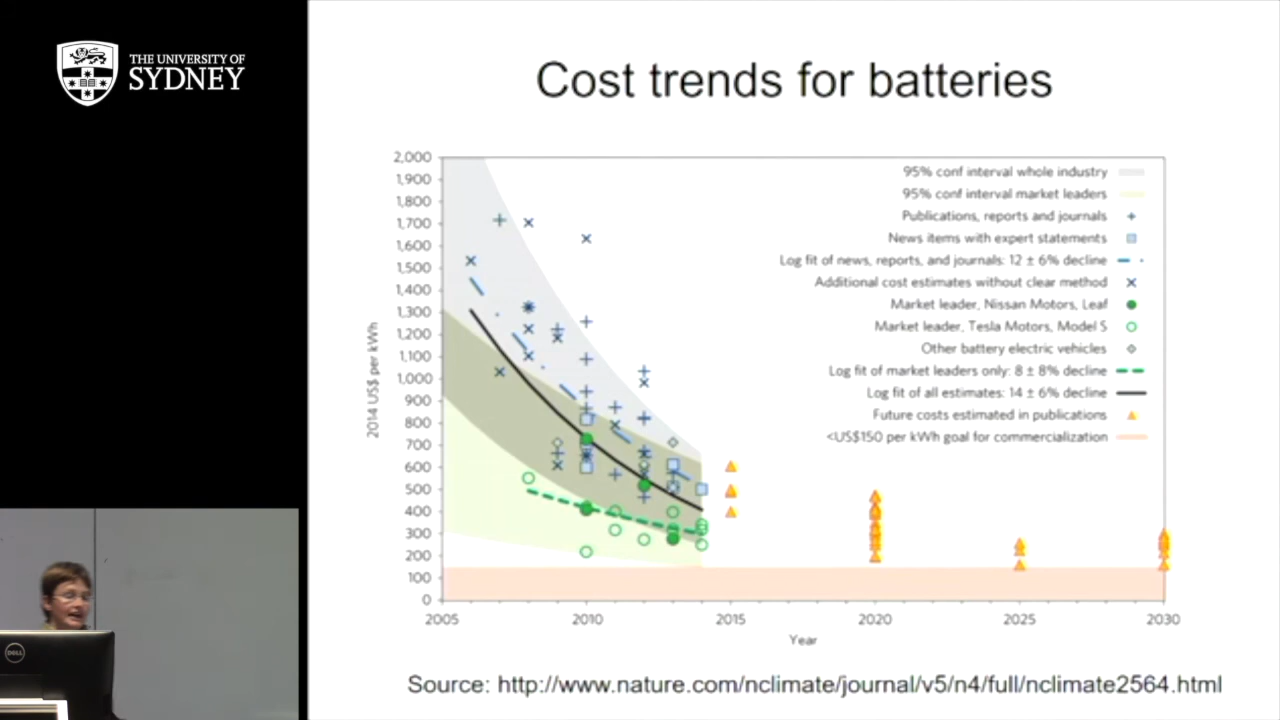 THE UNIVERSITY OF
SYDNEY
Cost trends for batteries
2,000
1,900
1,800
1,700
1,600
1,500
1,400
1,300
1,200
1,100
1,000
900
800
700
600
500
400
300
200
100
0
2014 US$ per kWh
95% conf interval whole industry
95% conf interval market leaders
Publications, reports and journals
News items with expert statements
Log fit of news, reports, and journals: 12 ± 6% decline
Additional cost estimates without clear method
Market leader, Nissan Motors, Leaf
Market leader, Tesla Motors, Model S
Other battery electric vehicles
Log fit of market leaders only: 8 ± 8% decline
Log fit of all estimates: 14 ± 6% decline
Future costs estimated in publications
<US$150 per kWh goal for commercialization
2005 2010 2015 2020 2025 2030
Year
Source: http://www.nature.com/nclimate/journal/v5/n4/full/nclimate2564.html
DELL